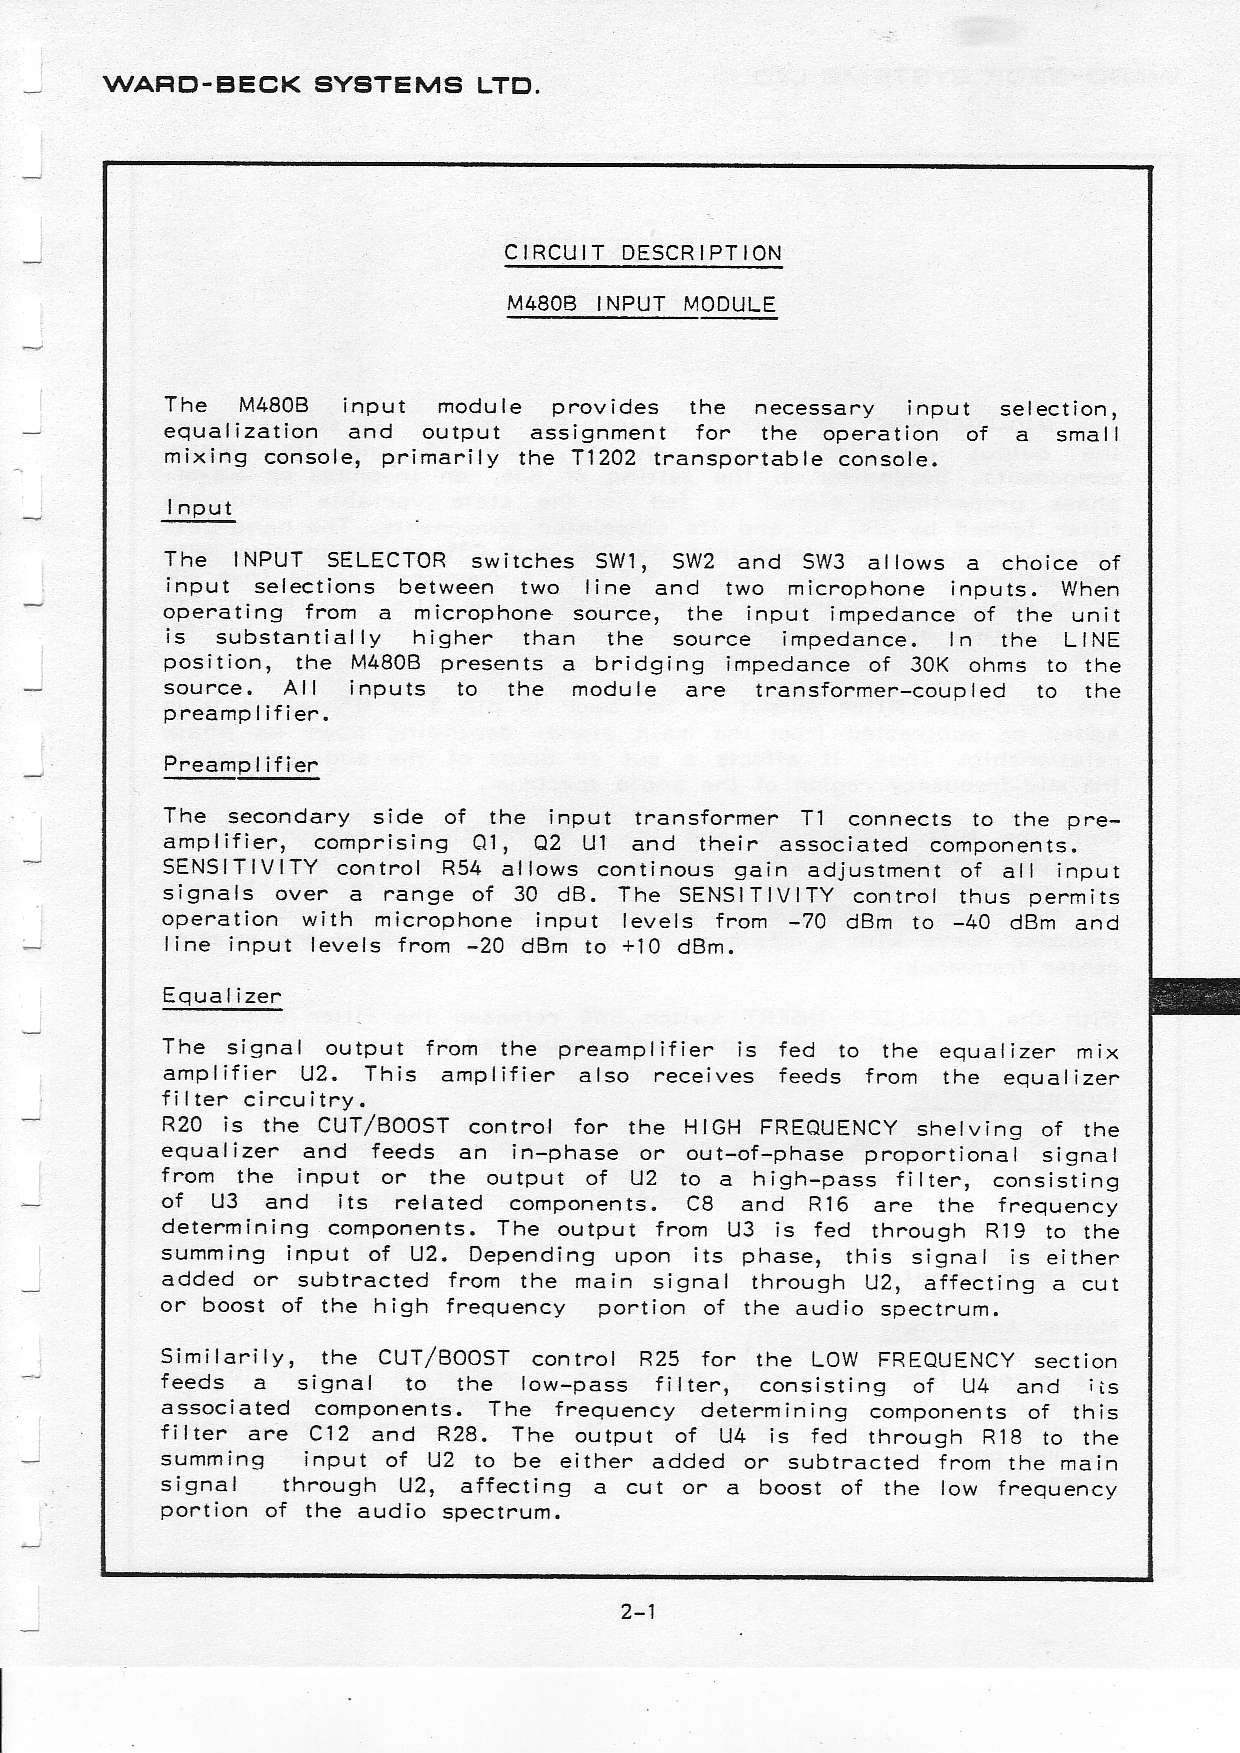 WARD-BECK SYSTEMS LTD.
CIRCUIT DESCRIPTION
M480B INPUT MODULE
The M480B input module provides the necessary input selection,
equalization and output assignment for the operation of a small
mixing console, primarily the T1202 transportable console.
Input
The INPUT SELECTOR switches SW1, SW2 and SW3 allows a choice of
input selections between two line and two microphone inputs. When
operating from a microphone source, the input impedance of the unit
is substantially higher than the source impedance. In the LINE
position, the M480B presents a bridging impedance of 30K ohms to the
source. All inputs to the module are transformer-coupled to the
preamplifier.
Preamplifier
The secondary side of the input transformer T1 connects to the pre-
amplifier, comprising Q1, Q2 U1 and their associated components.
SENSITIVITY control R54 allows continous gain adjustment of all input
signals over a range of 30 dB. The SENSITIVITY control thus permits
operation with microphone input levels from -70 dBm to -40 dBm and
line input levels from -20 dBm to +10 dBm.
Equalizer
The signal output from the preamplifier is fed to the equalizer mix
amplifier U2. This amplifier also receives feeds from the equalizer
filter circuitry.
R20 is the CUT/BOOST control for the HIGH FREQUENCY shelving of the
equalizer and feeds an in-phase or out-of-phase proportional signal
from the input or the output of U2 to a high-pass filter, consisting
of U3 and its related components. C8 and R16 are the frequency
determining components. The output from U3 is fed through R19 to the
summing input of U2. Depending upon its phase, this signal is either
added or subtracted from the main signal through U2, affecting a cut
or boost of the high frequency portion of the audio spectrum.
Similarily, the CUT/BOOST control R25 for the LOW FREQUENCY section
feeds a signal to the low-pass filter, consisting of U4 and its
associated components. The frequency determining components of this
filter are C12 and R28. The output of U4 is fed through R18 to the
summing input of U2 to be either added or subtracted from the main
signal through U2, affecting a cut or a boost of the low frequency
portion of the audio spectrum.
2-1